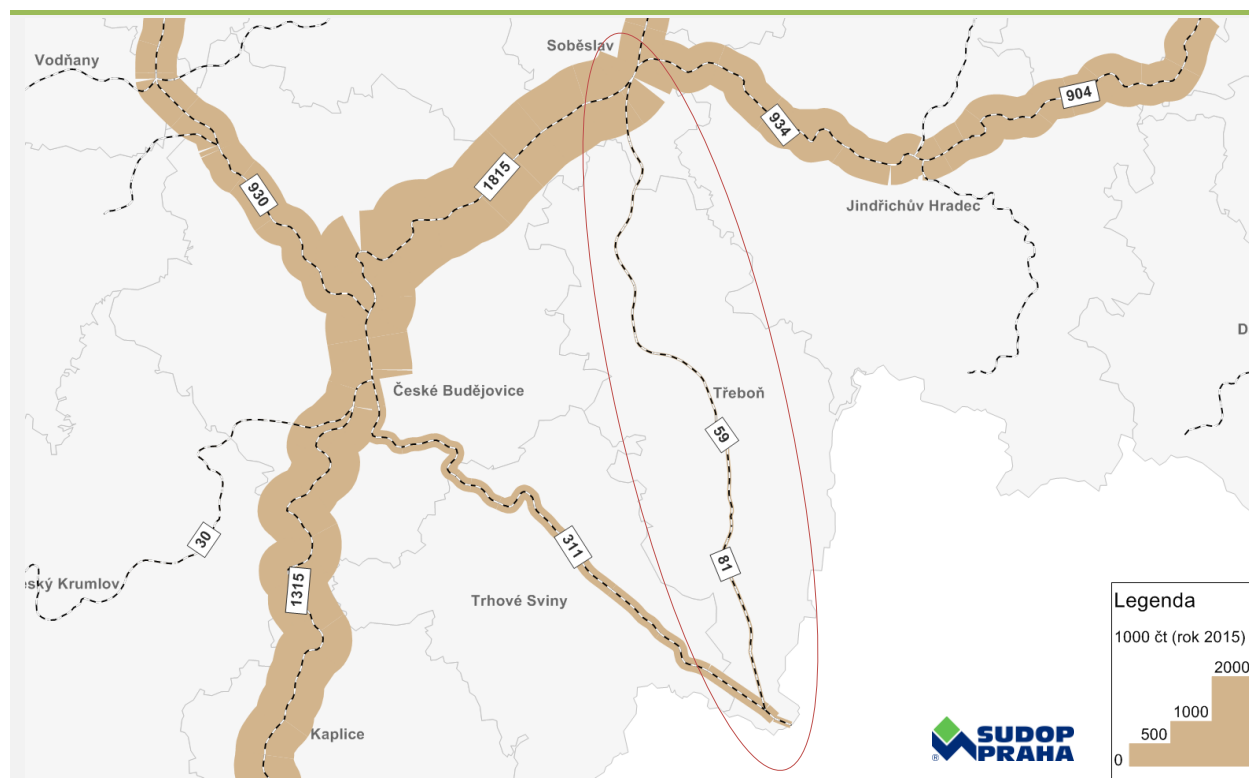 Vodňany
Soběslav
904
934
1815
930
Jindřichův Hradec
D
České Budějovice
Třeboň
59
311
81
30
eský Krumlov
1315
Trhové Sviny
Kaplice
Legenda
1000 čt (rok 2015)
2000
1000
500
0
SUDOP
PRAHA